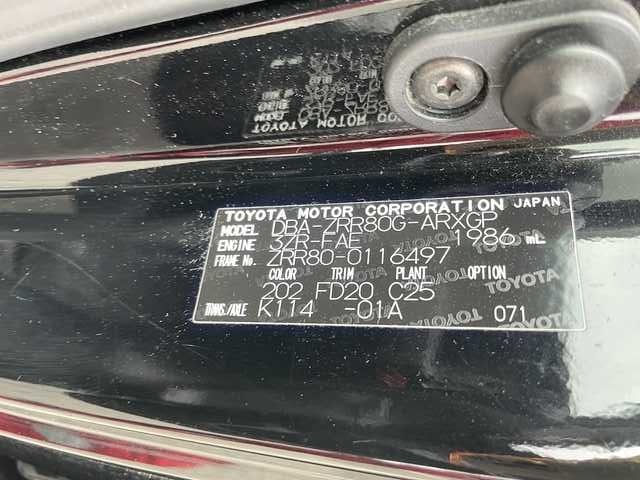 TOYOTA MOTOR CORPORATION JAPAN
MODEL DBA-ZRR80G-ARXGP
ENGINE 3ZR-FAE 1986 mL
FRAME No. ZRR80-0116497
COLOR TRIM PLANT OPTION
202 FD20 C25
TRANS./AXLE K114 -01A 071